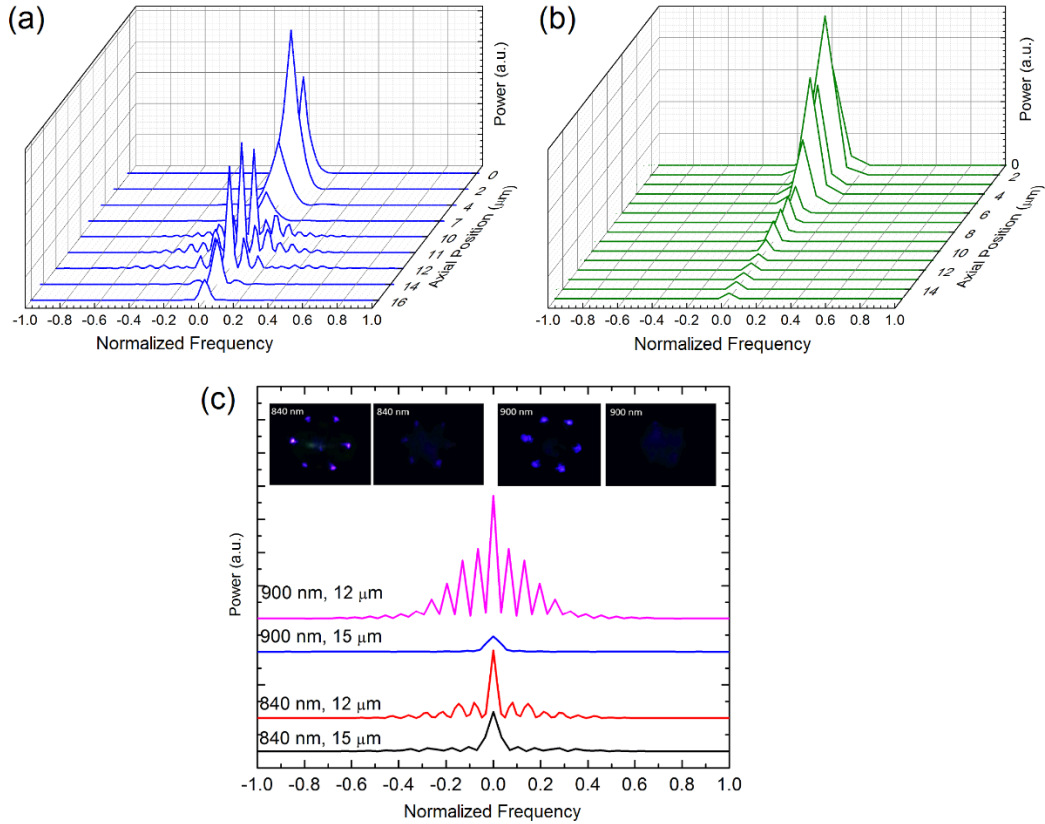 (a)
Power (a.u.)
0
2
4
7
10
11
12
14
16
Axial Position (μm)
-1.0 -0.8 -0.6 -0.4 -0.2 0.0 0.2 0.4 0.6 0.8 1.0
Normalized Frequency
(b)
Power (a.u.)
0
2
4
6
8
10
12
14
Axial Position (μm)
-1.0 -0.8 -0.6 -0.4 -0.2 0.0 0.2 0.4 0.6 0.8 1.0
Normalized Frequency
(c)
840 nm
840 nm
900 nm
900 nm
Power (a.u.)
900 nm, 12 μm
900 nm, 15 μm
840 nm, 12 μm
840 nm, 15 μm
-1.0 -0.8 -0.6 -0.4 -0.2 0.0 0.2 0.4 0.6 0.8 1.0
Normalized Frequency